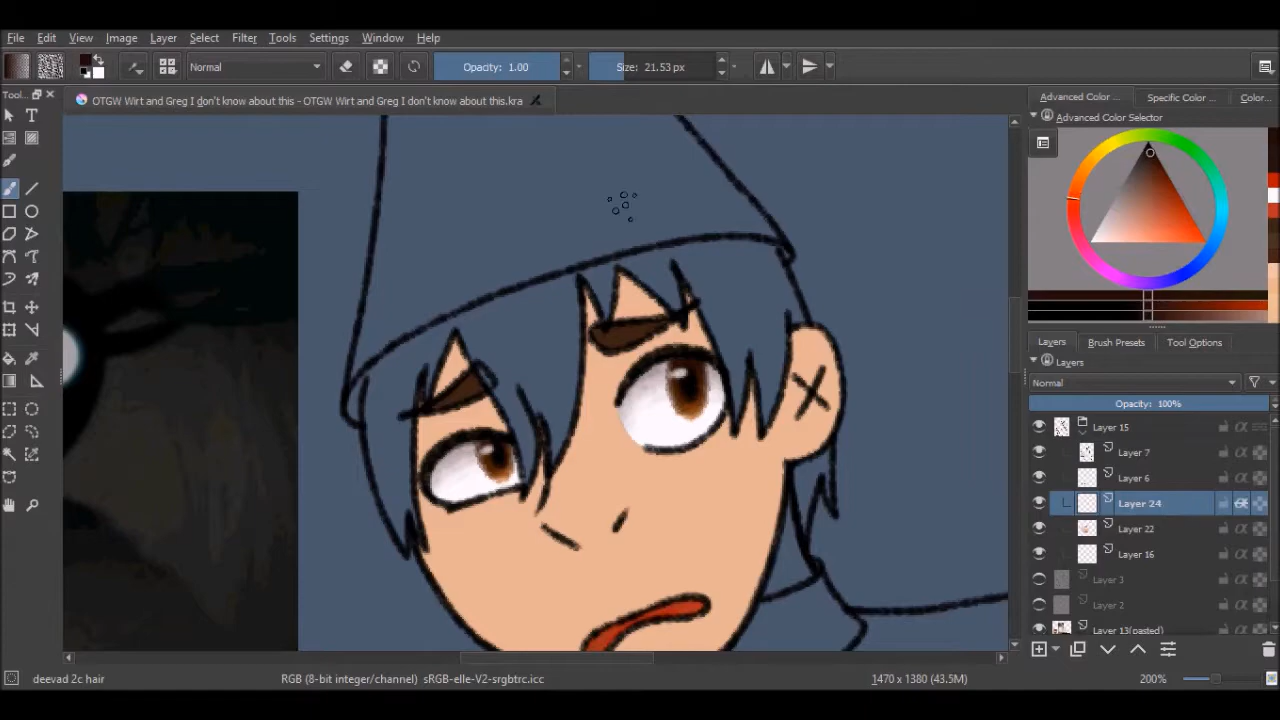 File Edit View Image Layer Select Filter Tools Settings Window Help
Normal Opacity: 1.00 Size: 21.53 px
Tool... OTGW Wirt and Greg I don't know about this - OTGW Wirt and Greg I don't know about this.kra
Advanced Color ... Specific Color ... Color...
Advanced Color Selector
Layers Brush Presets Tool Options
Layers
Normal
Opacity: 100%
Layer 15
Layer 7
Layer 6
Layer 24
Layer 22
Layer 16
Layer 3
Layer 2
Layer 13(pasted)
deevad 2c hair RGB (8-bit integer/channel) sRGB-elle-V2-srgbtrc.icc 1470 x 1380 (43.5M) 200%